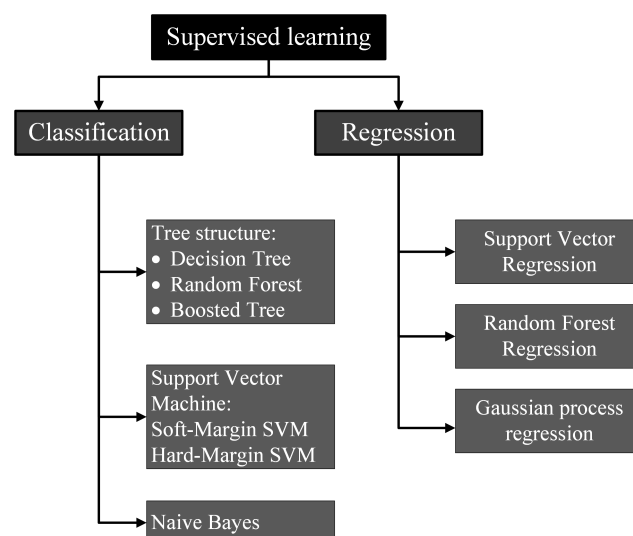 Supervised learning
Classification
Regression
Tree structure:
• Decision Tree
• Random Forest
• Boosted Tree
Support Vector
Machine:
Soft-Margin SVM
Hard-Margin SVM
Naive Bayes
Support Vector
Regression
Random Forest
Regression
Gaussian process
regression